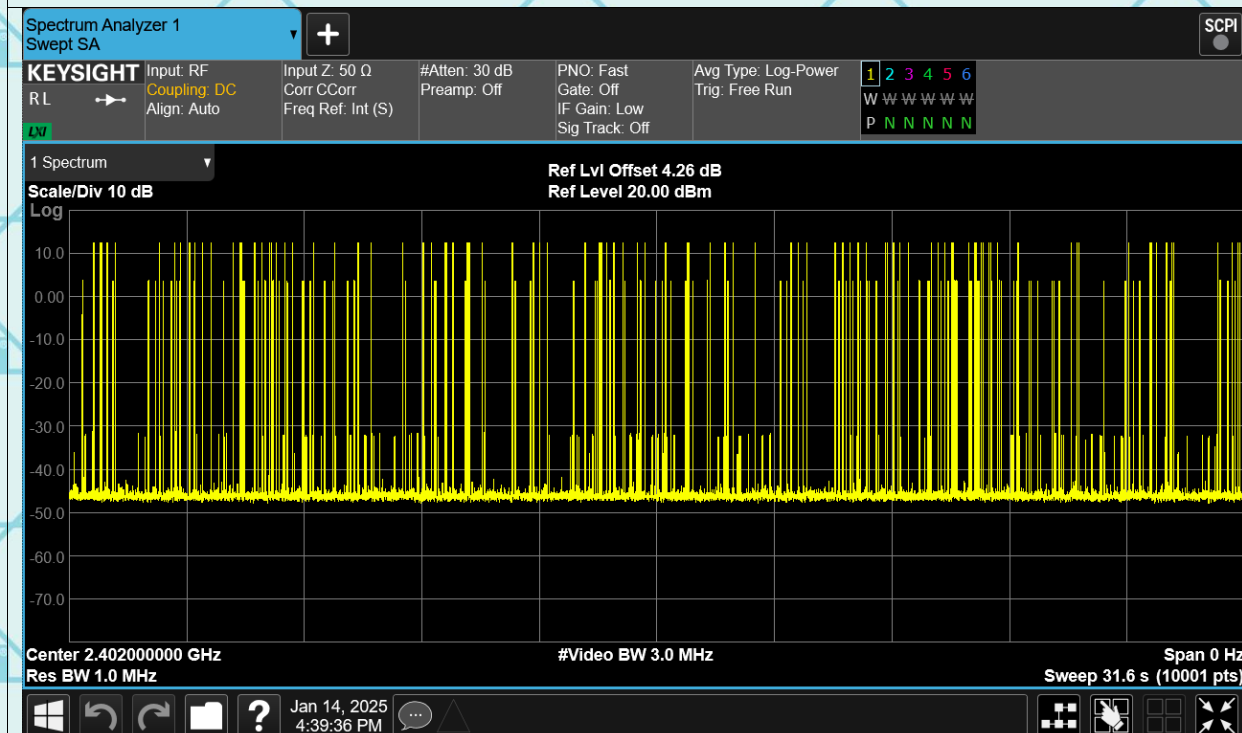 Spectrum Analyzer 1
Swept SA
+
SCPI
KEYSIGHT
R L
LXI
Input: RF
Coupling: DC
Align: Auto
Input Z: 50 Ω
Corr CCorr
Freq Ref: Int (S)
#Atten: 30 dB
Preamp: Off
PNO: Fast
Gate: Off
IF Gain: Low
Sig Track: Off
Avg Type: Log-Power
Trig: Free Run
1 2 3 4 5 6
W W W W W W
P N N N N N
1 Spectrum
Scale/Div 10 dB
Log
Ref Lvl Offset 4.26 dB
Ref Level 20.00 dBm
10.0
0.00
-10.0
-20.0
-30.0
-40.0
-50.0
-60.0
-70.0
Center 2.402000000 GHz
Res BW 1.0 MHz
#Video BW 3.0 MHz
Span 0 Hz
Sweep 31.6 s (10001 pts)
?
Jan 14, 2025
4:39:36 PM